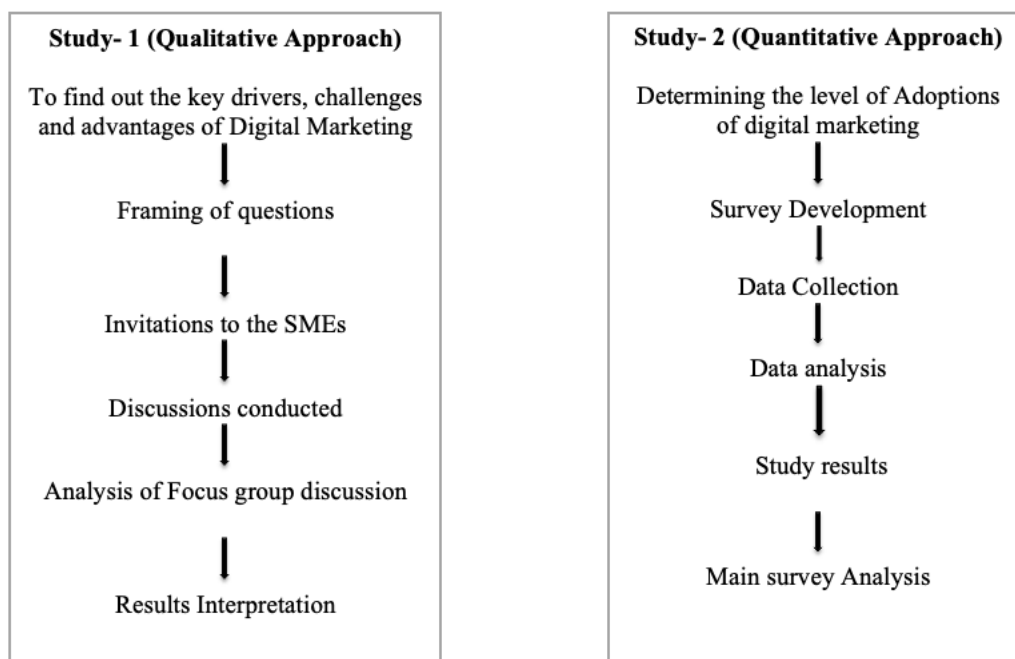 Study- 1 (Qualitative Approach)
To find out the key drivers, challenges
and advantages of Digital Marketing
Framing of questions
Invitations to the SMEs
Discussions conducted
Analysis of Focus group discussion
Results Interpretation
Study- 2 (Quantitative Approach)
Determining the level of Adoptions
of digital marketing
Survey Development
Data Collection
Data analysis
Study results
Main survey Analysis